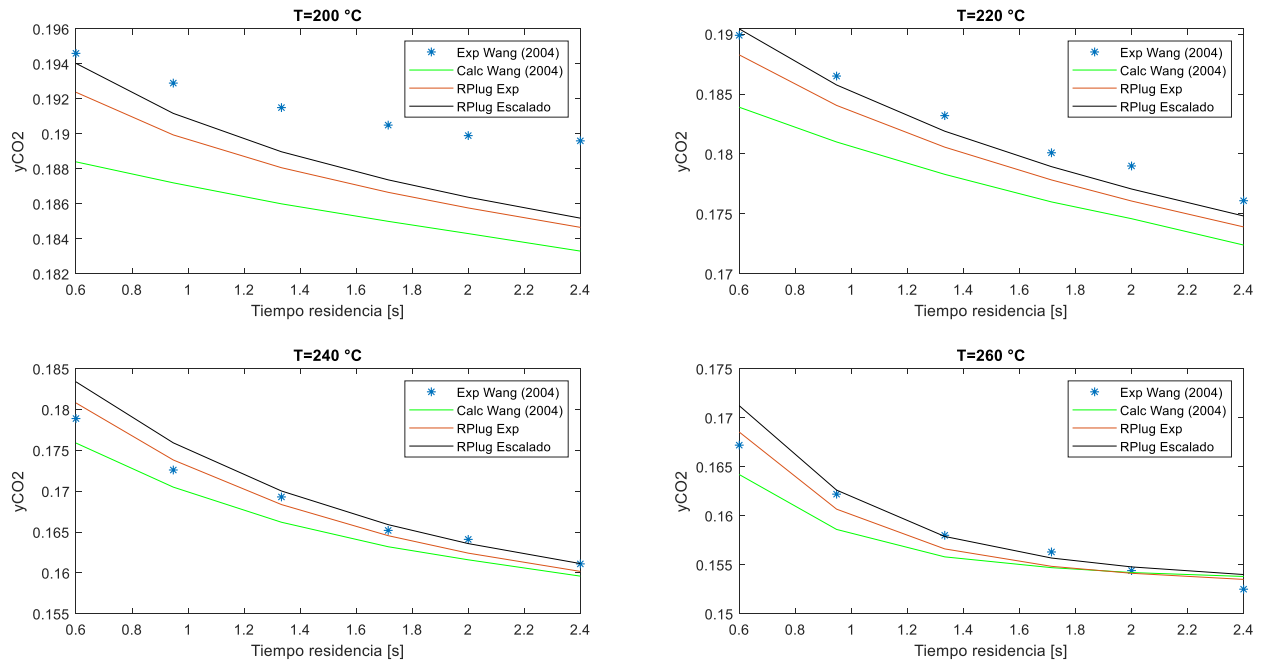 T=200 °C
0.196
0.194
0.192
0.19
0.188
0.186
0.184
0.182
yCO2
Exp Wang (2004)
Calc Wang (2004)
RPlug Exp
RPlug Escalado
0.6 0.8 1 1.2 1.4 1.6 1.8 2 2.2 2.4
Tiempo residencia [s]
T=220 °C
0.19
0.185
0.18
0.175
0.17
yCO2
Exp Wang (2004)
Calc Wang (2004)
RPlug Exp
RPlug Escalado
0.6 0.8 1 1.2 1.4 1.6 1.8 2 2.2 2.4
Tiempo residencia [s]
T=240 °C
0.185
0.18
0.175
0.17
0.165
0.16
0.155
yCO2
Exp Wang (2004)
Calc Wang (2004)
RPlug Exp
RPlug Escalado
0.6 0.8 1 1.2 1.4 1.6 1.8 2 2.2 2.4
Tiempo residencia [s]
T=260 °C
0.175
0.17
0.165
0.16
0.155
0.15
yCO2
Exp Wang (2004)
Calc Wang (2004)
RPlug Exp
RPlug Escalado
0.6 0.8 1 1.2 1.4 1.6 1.8 2 2.2 2.4
Tiempo residencia [s]